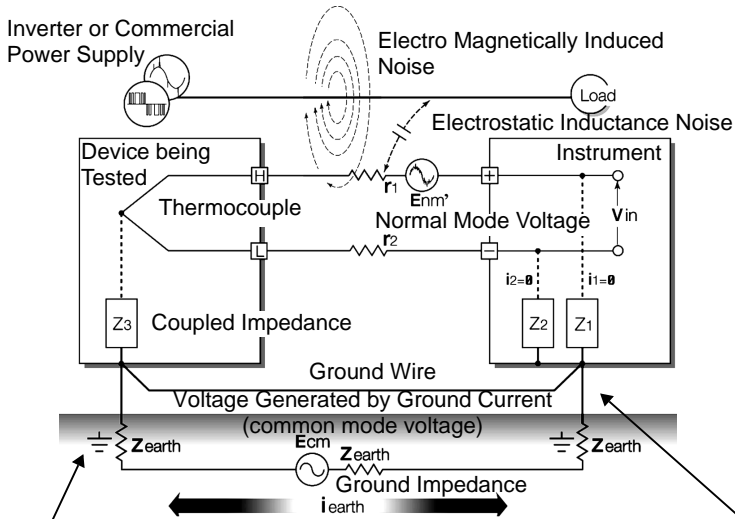 Inverter or Commercial
Power Supply
Electro Magnetically Induced
Noise
Load
Electrostatic Inductance Noise
Device being
Tested
Instrument
H
r1
Enm'
+
Thermocouple
Normal Mode Voltage
Vin
L
r2
−
i2=0
i1=0
Z3
Coupled Impedance
Z2
Z1
Ground Wire
Voltage Generated by Ground Current
(common mode voltage)
Zearth
Ecm
Zearth
Zearth
Ground Impedance
iearth